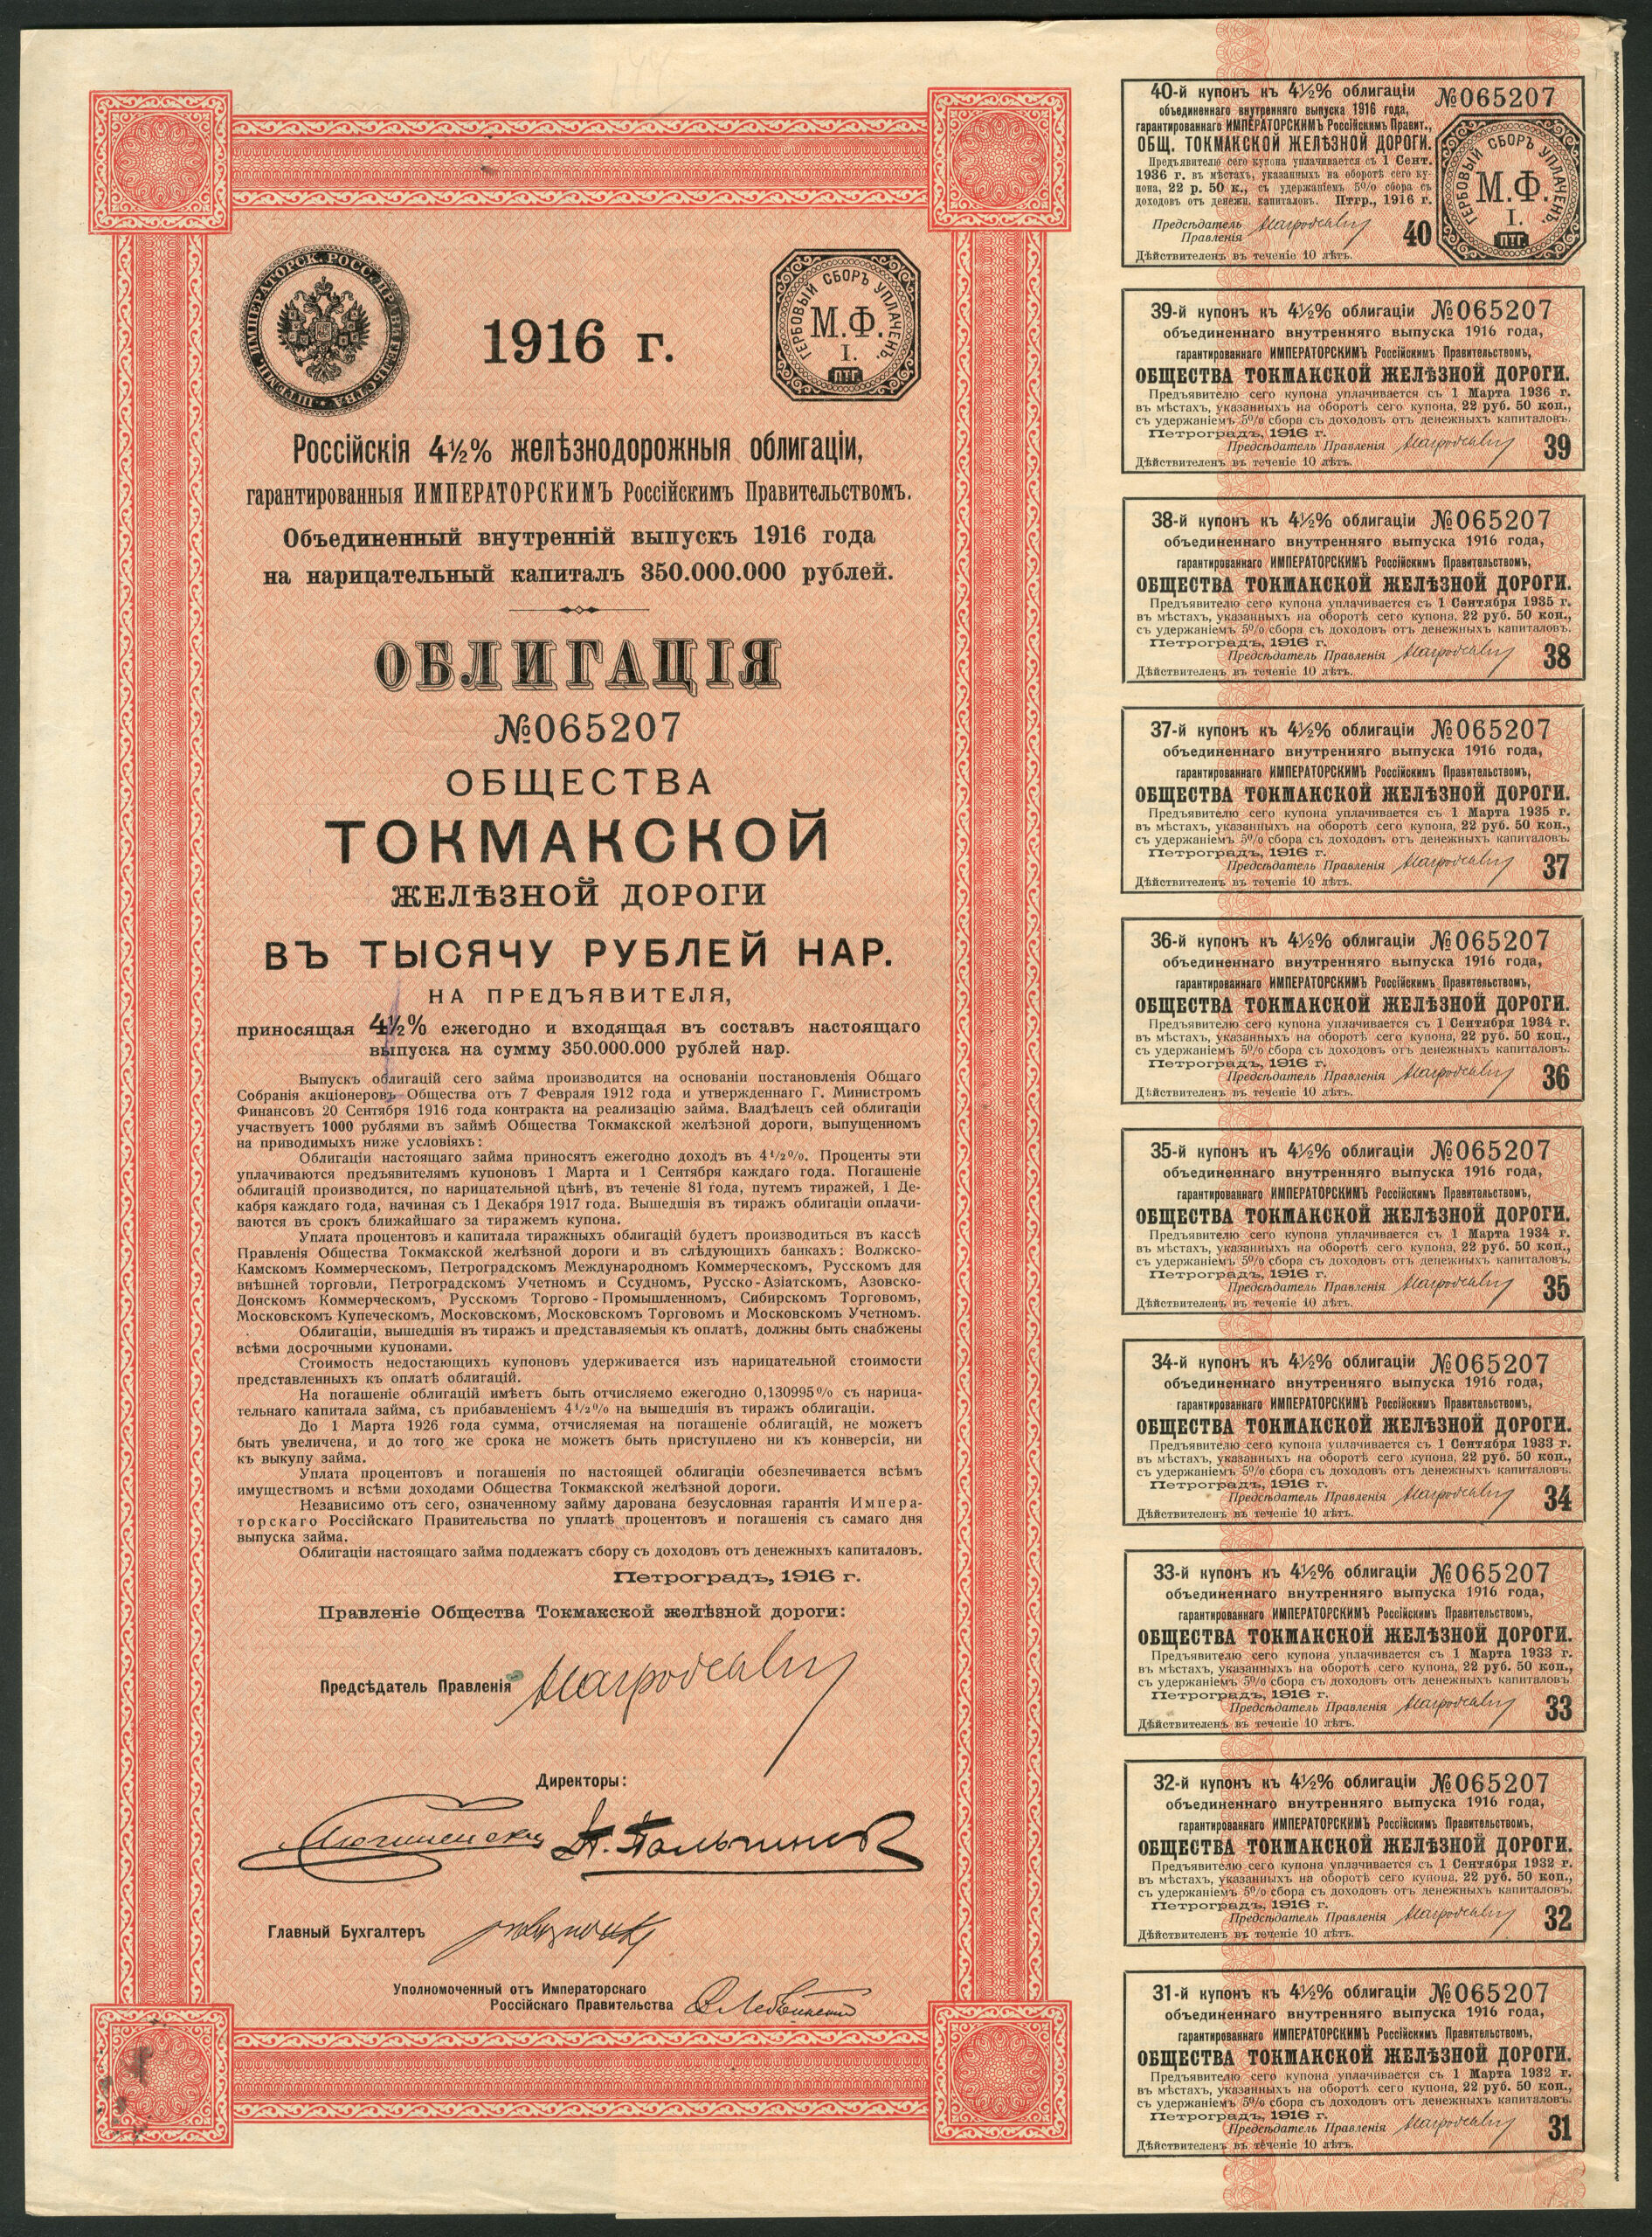 ПЕЧАТЬ ИМПЕРАТОРСК. РОСС. ПРАВИТЕЛЬСТВА
1916 г.
ГЕРБОВЫЙ СБОРЪ УПЛАЧЕНЪ.
М.Ф.
I.
ПТГ.
Россійскія 4½% желѣзнодорожныя облигаціи,
гарантированныя ИМПЕРАТОРСКИМЪ Россійскимъ Правительствомъ.
Объединенный внутренній выпускъ 1916 года
на нарицательный капиталъ 350.000.000 рублей.
ОБЛИГАЦІЯ
№065207
ОБЩЕСТВА
ТОКМАКСКОЙ
ЖЕЛѢЗНОЙ ДОРОГИ
ВЪ ТЫСЯЧУ РУБЛЕЙ НАР.
НА ПРЕДЪЯВИТЕЛЯ,
приносящая 4½% ежегодно и входящая въ составъ настоящаго
выпуска на сумму 350.000.000 рублей нар.
Выпускъ облигацій сего займа производится на основаніи постановленія Общаго
Собранія акціонеровъ Общества отъ 7 Февраля 1912 года и утвержденнаго Г. Министромъ
Финансовъ 20 Сентября 1916 года контракта на реализацію займа. Владѣлецъ сей облигаціи
участвуетъ 1000 рублями въ займѣ Общества Токмакской желѣзной дороги, выпущенномъ
на приводимыхъ ниже условіяхъ:
Облигаціи настоящаго займа приносятъ ежегодно доходъ въ 4½%. Проценты эти
уплачиваются предъявителямъ купоновъ 1 Марта и 1 Сентября каждаго года. Погашеніе
облигацій производится, по нарицательной цѣнѣ, въ теченіе 81 года, путемъ тиражей, 1 Де-
кабря каждаго года, начиная съ 1 Декабря 1917 года. Вышедшія въ тиражъ облигаціи оплачи-
ваются въ срокъ ближайшаго за тиражемъ купона.
Уплата процентовъ и капитала тиражныхъ облигацій будетъ производиться въ кассѣ
Правленія Общества Токмакской желѣзной дороги и въ слѣдующихъ банкахъ: Волжско-
Камскомъ Коммерческомъ, Петроградскомъ Международномъ Коммерческомъ, Русскомъ для
внѣшней торговли, Петроградскомъ Учетномъ и Ссудномъ, Русско-Азіатскомъ, Азовско-
Донскомъ Коммерческомъ, Русскомъ Торгово-Промышленномъ, Сибирскомъ Торговомъ,
Московскомъ Купеческомъ, Московскомъ, Московскомъ Торговомъ и Московскомъ Учетномъ.
Облигаціи, вышедшія въ тиражъ и представляемыя къ оплатѣ, должны быть снабжены
всѣми досрочными купонами.
Стоимость недостающихъ купоновъ удерживается изъ нарицательной стоимости
представленныхъ къ оплатѣ облигацій.
На погашеніе облигацій имѣетъ быть отчисляемо ежегодно 0,130995% съ нарица-
тельнаго капитала займа, съ прибавленіемъ 4½% на вышедшія въ тиражъ облигаціи.
До 1 Марта 1926 года сумма, отчисляемая на погашеніе облигацій, не можетъ
быть увеличена, и до того же срока не можетъ быть приступлено ни къ конверсіи, ни
къ выкупу займа.
Уплата процентовъ и погашенія по настоящей облигаціи обезпечивается всѣмъ
имуществомъ и всѣми доходами Общества Токмакской желѣзной дороги.
Независимо отъ сего, означенному займу дарована безусловная гарантія Импера-
торскаго Россійскаго Правительства по уплатѣ процентовъ и погашенія съ самаго дня
выпуска займа.
Облигаціи настоящаго займа подлежатъ сбору съ доходовъ отъ денежныхъ капиталовъ.
Петроградъ, 1916 г.
Правленіе Общества Токмакской желѣзной дороги:
Предсѣдатель Правленія
Директоры:
П. Пальчинск
Главный Бухгалтеръ
Уполномоченный отъ Императорскаго
Россійскаго Правительства
40-й купонъ къ 4½% облигаціи №065207
объединеннаго внутренняго выпуска 1916 года,
гарантированнаго ИМПЕРАТОРСКИМЪ Россійскимъ Правит.,
ОБЩ. ТОКМАКСКОЙ ЖЕЛѢЗНОЙ ДОРОГИ.
Предъявителю сего купона уплачивается съ 1 Сент.
1936 г. въ мѣстахъ, указанныхъ на оборотѣ сего ку-
пона, 22 р. 50 к., съ удержаніемъ 5% сбора съ
доходовъ отъ денежн. капиталовъ. Птгр., 1916 г.
Предсѣдатель
Правленія
40
Дѣйствителенъ въ теченіе 10 лѣтъ.
ГЕРБОВЫЙ СБОРЪ УПЛАЧЕНЪ.
М.Ф.
I.
ПТГ.
39-й купонъ къ 4½% облигаціи №065207
объединеннаго внутренняго выпуска 1916 года,
гарантированнаго ИМПЕРАТОРСКИМЪ Россійскимъ Правительствомъ,
ОБЩЕСТВА ТОКМАКСКОЙ ЖЕЛѢЗНОЙ ДОРОГИ.
Предъявителю сего купона уплачивается съ 1 Марта 1936 г.
въ мѣстахъ, указанныхъ на оборотѣ сего купона, 22 руб. 50 коп.,
съ удержаніемъ 5% сбора съ доходовъ отъ денежныхъ капиталовъ.
Петроградъ, 1916 г.
Предсѣдатель Правленія
39
Дѣйствителенъ въ теченіе 10 лѣтъ.
38-й купонъ къ 4½% облигаціи №065207
объединеннаго внутренняго выпуска 1916 года,
гарантированнаго ИМПЕРАТОРСКИМЪ Россійскимъ Правительствомъ,
ОБЩЕСТВА ТОКМАКСКОЙ ЖЕЛѢЗНОЙ ДОРОГИ.
Предъявителю сего купона уплачивается съ 1 Сентября 1935 г.
въ мѣстахъ, указанныхъ на оборотѣ сего купона, 22 руб. 50 коп.,
съ удержаніемъ 5% сбора съ доходовъ отъ денежныхъ капиталовъ.
Петроградъ, 1916 г.
Предсѣдатель Правленія
38
Дѣйствителенъ въ теченіе 10 лѣтъ.
37-й купонъ къ 4½% облигаціи №065207
объединеннаго внутренняго выпуска 1916 года,
гарантированнаго ИМПЕРАТОРСКИМЪ Россійскимъ Правительствомъ,
ОБЩЕСТВА ТОКМАКСКОЙ ЖЕЛѢЗНОЙ ДОРОГИ.
Предъявителю сего купона уплачивается съ 1 Марта 1935 г.
въ мѣстахъ, указанныхъ на оборотѣ сего купона, 22 руб. 50 коп.,
съ удержаніемъ 5% сбора съ доходовъ отъ денежныхъ капиталовъ.
Петроградъ, 1916 г.
Предсѣдатель Правленія
37
Дѣйствителенъ въ теченіе 10 лѣтъ.
36-й купонъ къ 4½% облигаціи №065207
объединеннаго внутренняго выпуска 1916 года,
гарантированнаго ИМПЕРАТОРСКИМЪ Россійскимъ Правительствомъ,
ОБЩЕСТВА ТОКМАКСКОЙ ЖЕЛѢЗНОЙ ДОРОГИ.
Предъявителю сего купона уплачивается съ 1 Сентября 1934 г.
въ мѣстахъ, указанныхъ на оборотѣ сего купона, 22 руб. 50 коп.,
съ удержаніемъ 5% сбора съ доходовъ отъ денежныхъ капиталовъ.
Петроградъ, 1916 г.
Предсѣдатель Правленія
36
Дѣйствителенъ въ теченіе 10 лѣтъ.
35-й купонъ къ 4½% облигаціи №065207
объединеннаго внутренняго выпуска 1916 года,
гарантированнаго ИМПЕРАТОРСКИМЪ Россійскимъ Правительствомъ,
ОБЩЕСТВА ТОКМАКСКОЙ ЖЕЛѢЗНОЙ ДОРОГИ.
Предъявителю сего купона уплачивается съ 1 Марта 1934 г.
въ мѣстахъ, указанныхъ на оборотѣ сего купона, 22 руб. 50 коп.,
съ удержаніемъ 5% сбора съ доходовъ отъ денежныхъ капиталовъ.
Петроградъ, 1916 г.
Предсѣдатель Правленія
35
Дѣйствителенъ въ теченіе 10 лѣтъ.
34-й купонъ къ 4½% облигаціи №065207
объединеннаго внутренняго выпуска 1916 года,
гарантированнаго ИМПЕРАТОРСКИМЪ Россійскимъ Правительствомъ,
ОБЩЕСТВА ТОКМАКСКОЙ ЖЕЛѢЗНОЙ ДОРОГИ.
Предъявителю сего купона уплачивается съ 1 Сентября 1933 г.
въ мѣстахъ, указанныхъ на оборотѣ сего купона, 22 руб. 50 коп.,
съ удержаніемъ 5% сбора съ доходовъ отъ денежныхъ капиталовъ.
Петроградъ, 1916 г.
Предсѣдатель Правленія
34
Дѣйствителенъ въ теченіе 10 лѣтъ.
33-й купонъ къ 4½% облигаціи №065207
объединеннаго внутренняго выпуска 1916 года,
гарантированнаго ИМПЕРАТОРСКИМЪ Россійскимъ Правительствомъ,
ОБЩЕСТВА ТОКМАКСКОЙ ЖЕЛѢЗНОЙ ДОРОГИ.
Предъявителю сего купона уплачивается съ 1 Марта 1933 г.
въ мѣстахъ, указанныхъ на оборотѣ сего купона, 22 руб. 50 коп.,
съ удержаніемъ 5% сбора съ доходовъ отъ денежныхъ капиталовъ
Петроградъ, 1916 г.
Предсѣдатель Правленія
33
Дѣйствителенъ въ теченіе 10 лѣтъ.
32-й купонъ къ 4½% облигаціи №065207
объединеннаго внутренняго выпуска 1916 года,
гарантированнаго ИМПЕРАТОРСКИМЪ Россійскимъ Правительствомъ,
ОБЩЕСТВА ТОКМАКСКОЙ ЖЕЛѢЗНОЙ ДОРОГИ.
Предъявителю сего купона уплачивается съ 1 Сентября 1932 г.
въ мѣстахъ, указанныхъ на оборотѣ сего купона, 22 руб. 50 коп.,
съ удержаніемъ 5% сбора съ доходовъ отъ денежныхъ капиталовъ.
Петроградъ, 1916 г.
Предсѣдатель Правленія
32
Дѣйствителенъ въ теченіе 10 лѣтъ.
31-й купонъ къ 4½% облигаціи №065207
объединеннаго внутренняго выпуска 1916 года,
гарантированнаго ИМПЕРАТОРСКИМЪ Россійскимъ Правительствомъ,
ОБЩЕСТВА ТОКМАКСКОЙ ЖЕЛѢЗНОЙ ДОРОГИ.
Предъявителю сего купона уплачивается съ 1 Марта 1932 г.
въ мѣстахъ, указанныхъ на оборотѣ сего купона, 22 руб. 50 коп.,
съ удержаніемъ 5% сбора съ доходовъ отъ денежныхъ капиталовъ.
Петроградъ, 1916 г.
Предсѣдатель Правленія
31
Дѣйствителенъ въ теченіе 10 лѣтъ.